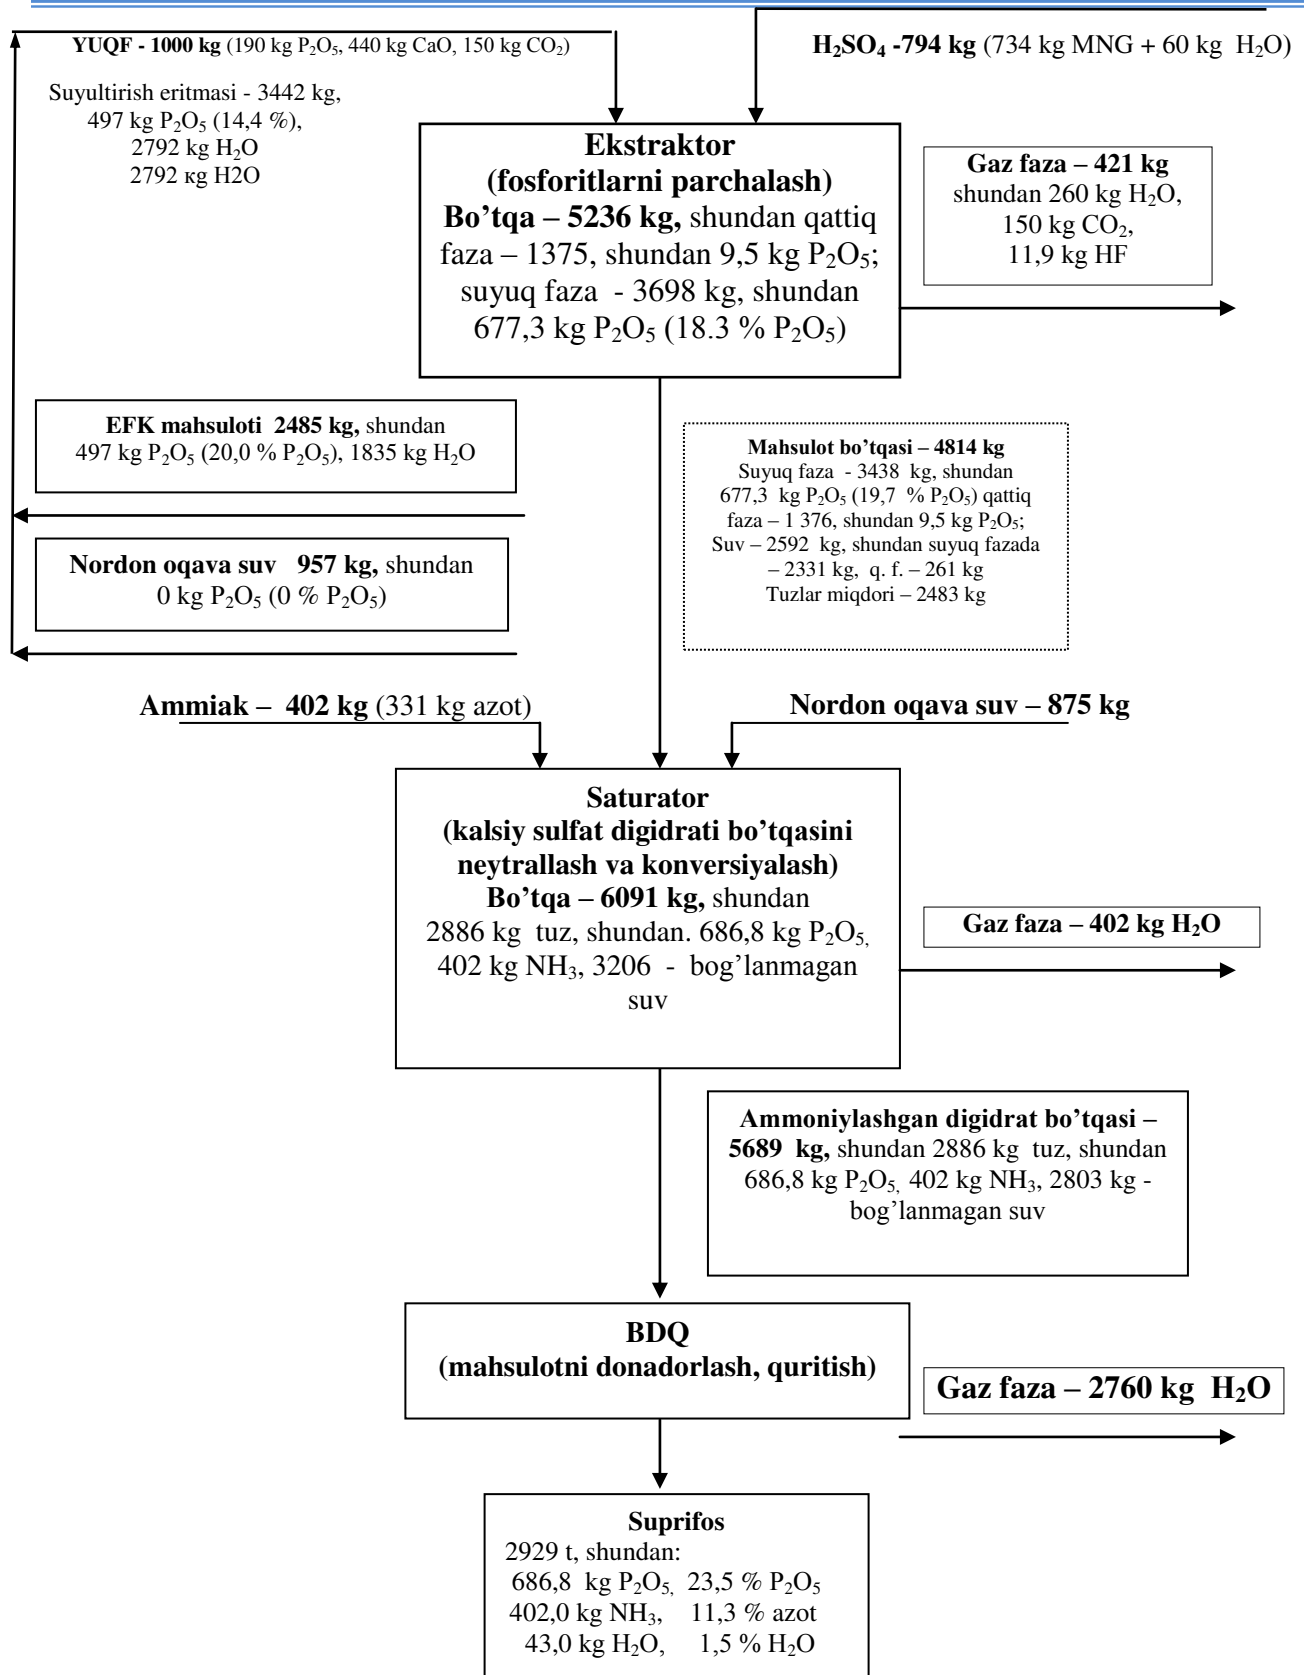 YUQF - 1000 kg (190 kg P₂O₅, 440 kg CaO, 150 kg CO₂)
H₂SO₄ -794 kg (734 kg MNG + 60 kg H₂O)
Suyultirish eritmasi - 3442 kg,
497 kg P₂O₅ (14,4 %),
2792 kg H₂O
2792 кg H2O
Ekstraktor
(fosforitlarni parchalash)
Bo’tqa – 5236 kg, shundan qattiq
faza – 1375, shundan 9,5 kg P₂O₅;
suyuq faza - 3698 kg, shundan
677,3 kg P₂O₅ (18.3 % P₂O₅)
Gaz faza – 421 kg
shundan 260 kg H₂O,
150 kg CO₂,
11,9 kg HF
EFK mahsuloti 2485 kg, shundan
497 kg P₂O₅ (20,0 % P₂O₅), 1835 kg H₂O
Mahsulot bo’tqasi – 4814 kg
Suyuq faza - 3438 kg, shundan
677,3 kg P₂O₅ (19,7 % P₂O₅) qattiq
faza – 1 376, shundan 9,5 kg P₂O₅;
Suv – 2592 kg, shundan suyuq fazada
– 2331 kg, q. f. – 261 kg
Tuzlar miqdori – 2483 kg
Nordon oqava suv 957 kg, shundan
0 kg P₂O₅ (0 % P₂O₅)
Ammiak – 402 kg (331 kg azot)
Nordon oqava suv – 875 kg
Saturator
(kalsiy sulfat digidrati bo’tqasini
neytrallash va konversiyalash)
Bo’tqa – 6091 kg, shundan
2886 kg tuz, shundan. 686,8 kg P₂O₅,
402 kg NH₃, 3206 - bog’lanmagan
suv
Gaz faza – 402 kg H₂O
Ammoniylashgan digidrat bo’tqasi –
5689 kg, shundan 2886 kg tuz, shundan
686,8 kg P₂O₅, 402 kg NH₃, 2803 kg -
bog’lanmagan suv
BDQ
(mahsulotni donadorlash, quritish)
Gaz faza – 2760 kg H₂O
Suprifos
2929 t, shundan:
686,8 kg P₂O₅, 23,5 % P₂O₅
402,0 kg NH₃, 11,3 % azot
43,0 kg H₂O, 1,5 % H₂O